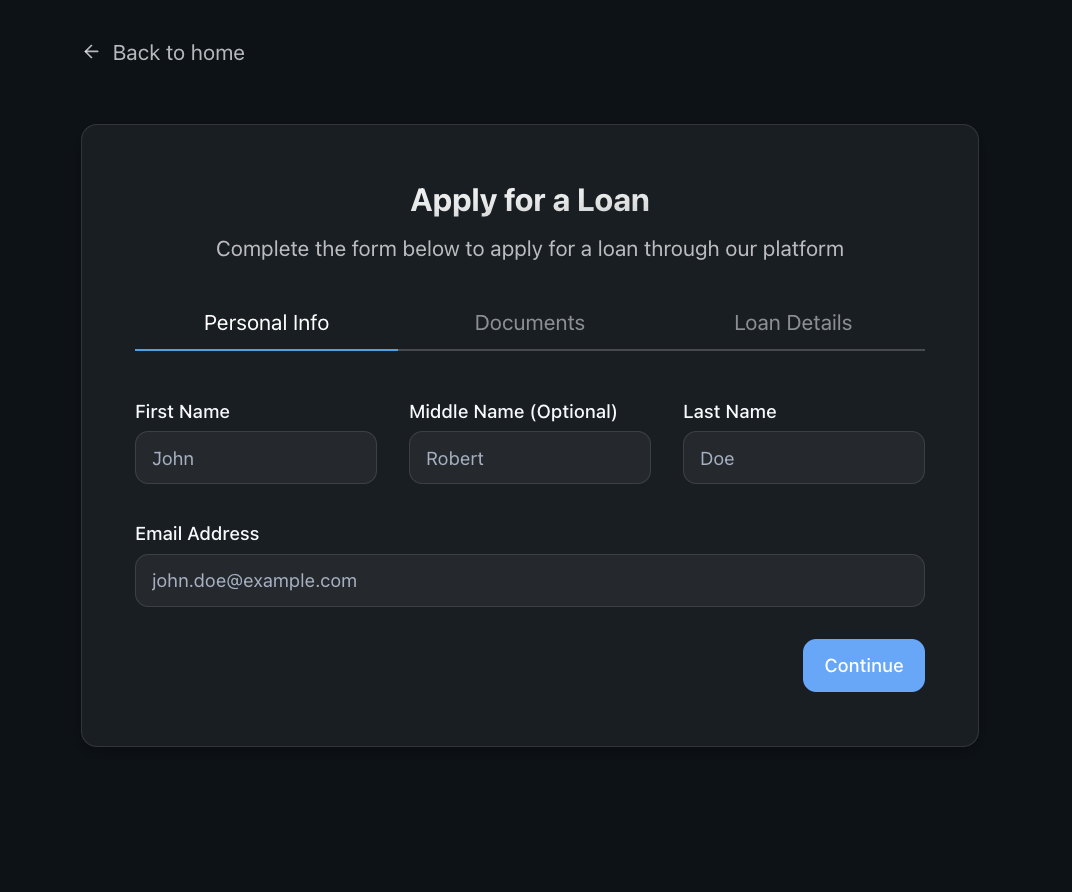 Back to home
Apply for a Loan
Complete the form below to apply for a loan through our platform
Personal Info Documents Loan Details
First Name Middle Name (Optional) Last Name
John Robert Doe
Email Address
john.doe@example.com
Continue